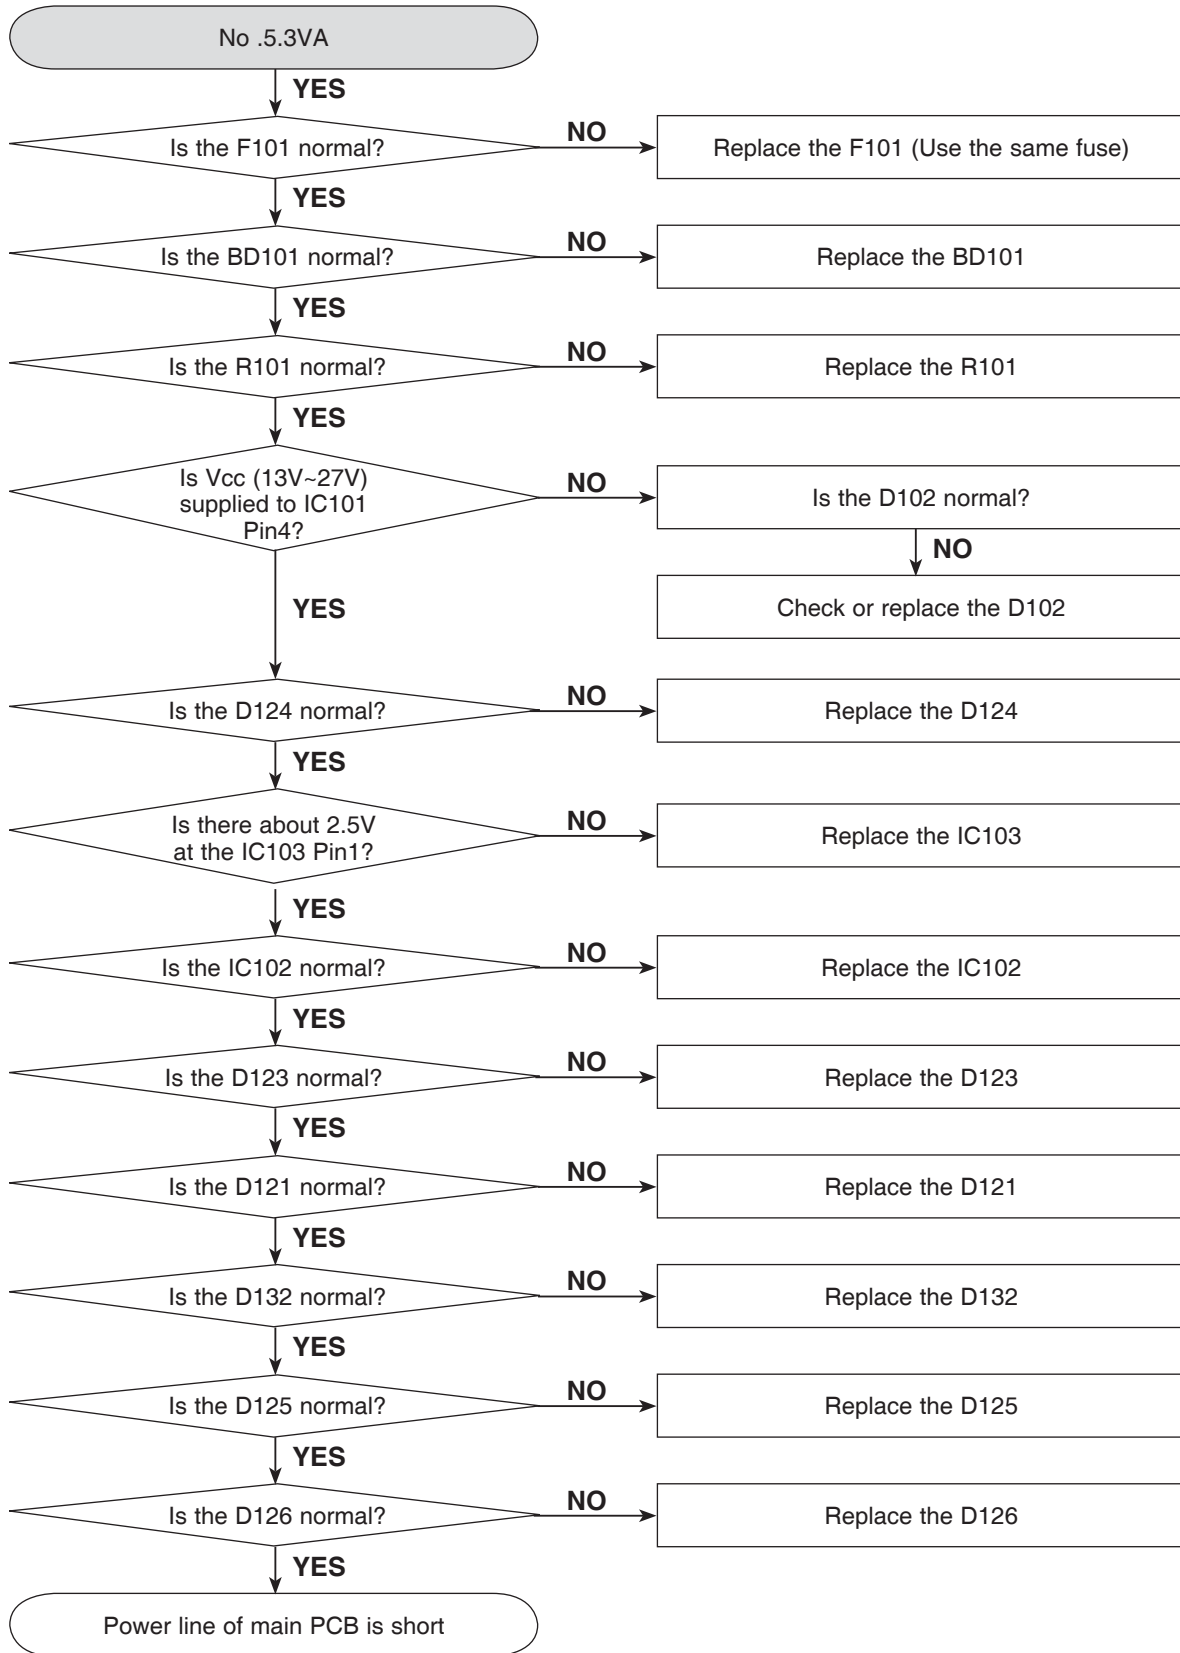 No .5.3VA
YES
Is the F101 normal?
NO
Replace the F101 (Use the same fuse)
YES
Is the BD101 normal?
NO
Replace the BD101
YES
Is the R101 normal?
NO
Replace the R101
YES
Is Vcc (13V~27V)
supplied to IC101
Pin4?
NO
Is the D102 normal?
NO
Check or replace the D102
YES
Is the D124 normal?
NO
Replace the D124
YES
Is there about 2.5V
at the IC103 Pin1?
NO
Replace the IC103
YES
Is the IC102 normal?
NO
Replace the IC102
YES
Is the D123 normal?
NO
Replace the D123
YES
Is the D121 normal?
NO
Replace the D121
YES
Is the D132 normal?
NO
Replace the D132
YES
Is the D125 normal?
NO
Replace the D125
YES
Is the D126 normal?
NO
Replace the D126
YES
Power line of main PCB is short